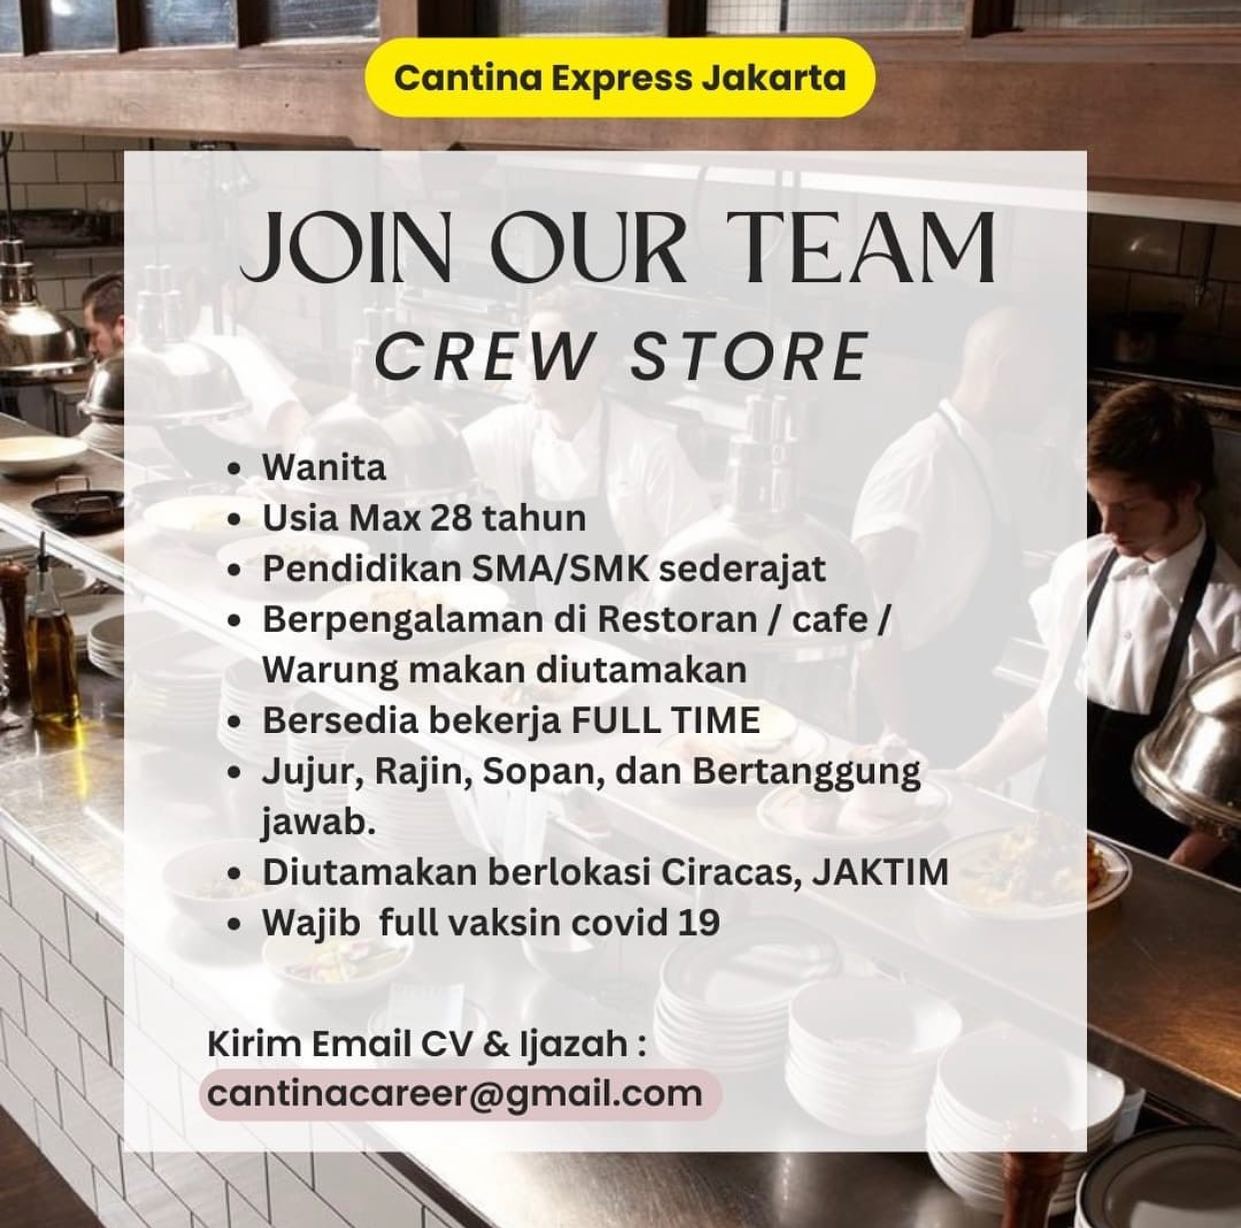 Cantina Express Jakarta
JOIN OUR TEAM
CREW STORE
• Wanita
• Usia Max 28 tahun
• Pendidikan SMA/SMK sederajat
• Berpengalaman di Restoran / cafe /
Warung makan diutamakan
• Bersedia bekerja FULL TIME
• Jujur, Rajin, Sopan, dan Bertanggung
jawab.
• Diutamakan berlokasi Ciracas, JAKTIM
• Wajib  full vaksin covid 19
Kirim Email CV & Ijazah :
cantinacareer@gmail.com